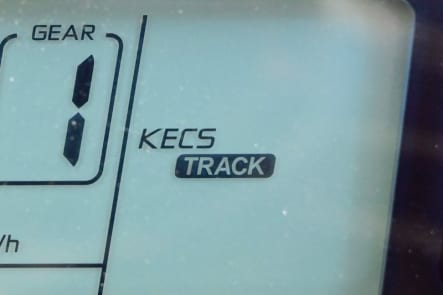 GEAR
1
KECS
TRACK
/h